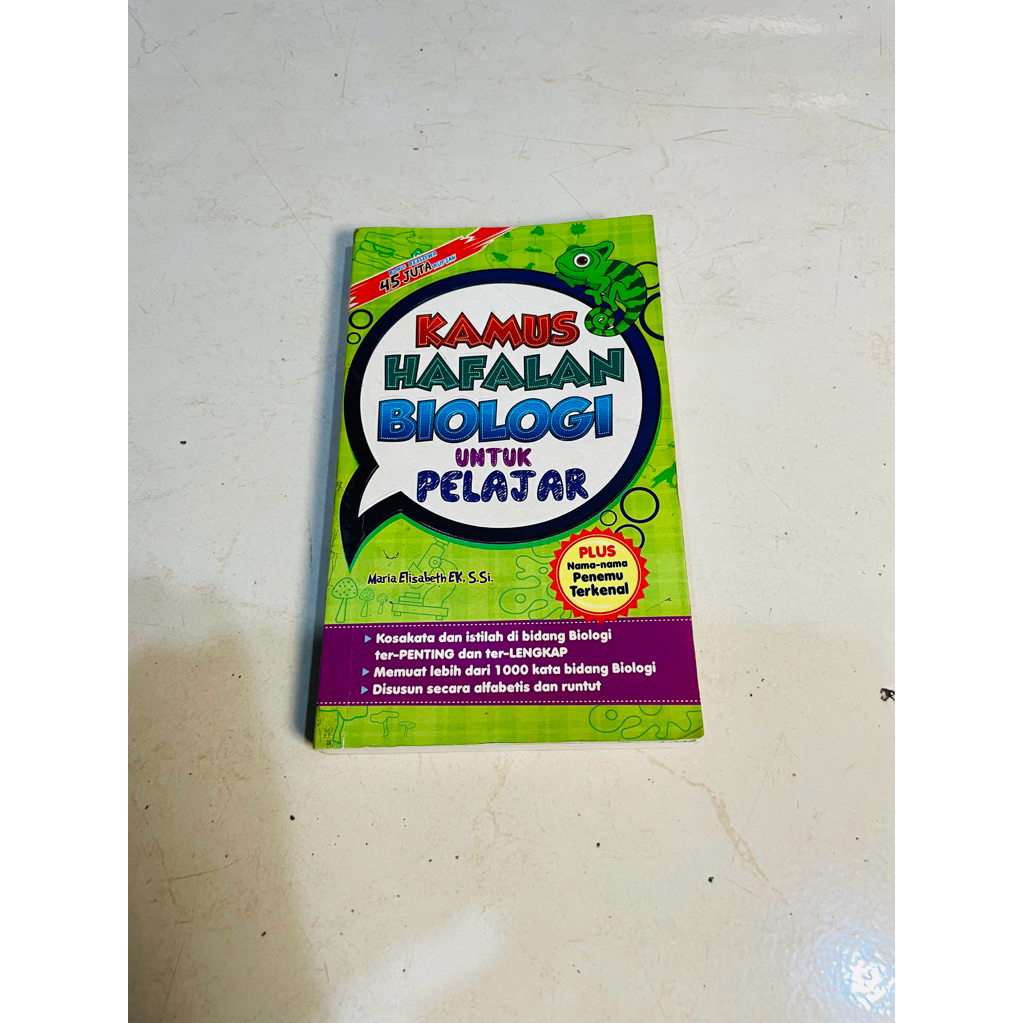 45 JUTA RUPIAH
KAMUS
HAFALAN
BIOLOGI
UNTUK
PELAJAR
PLUS
Nama-nama
Penemu
Terkenal
Maria Elisabeth EK, S.Si.
Kosakata dan istilah di bidang Biologi
ter-PENTING dan ter-LENGKAP
Memuat lebih dari 1000 kata bidang Biologi
Disusun secara alfabetis dan runtut